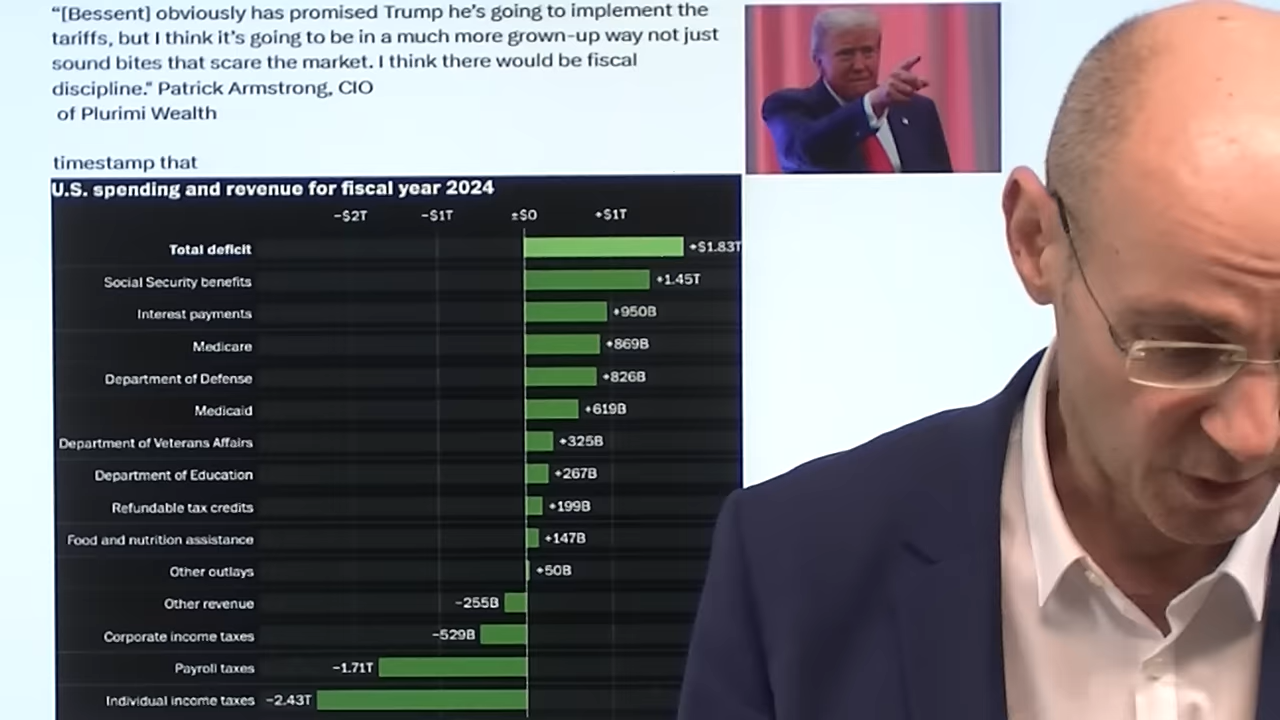 “[Bessent] obviously has promised Trump he’s going to implement the
tariffs, but I think it’s going to be in a much more grown-up way not just
sound bites that scare the market. I think there would be fiscal
discipline.” Patrick Armstrong, CIO
of Plurimi Wealth
timestamp that
U.S. spending and revenue for fiscal year 2024
-$2T -$1T ±$0 +$1T
Total deficit +$1.83T
Social Security benefits +1.45T
Interest payments +950B
Medicare +869B
Department of Defense +826B
Medicaid +619B
Department of Veterans Affairs +325B
Department of Education +267B
Refundable tax credits +199B
Food and nutrition assistance +147B
Other outlays +50B
Other revenue -255B
Corporate income taxes -529B
Payroll taxes -1.71T
Individual income taxes -2.43T